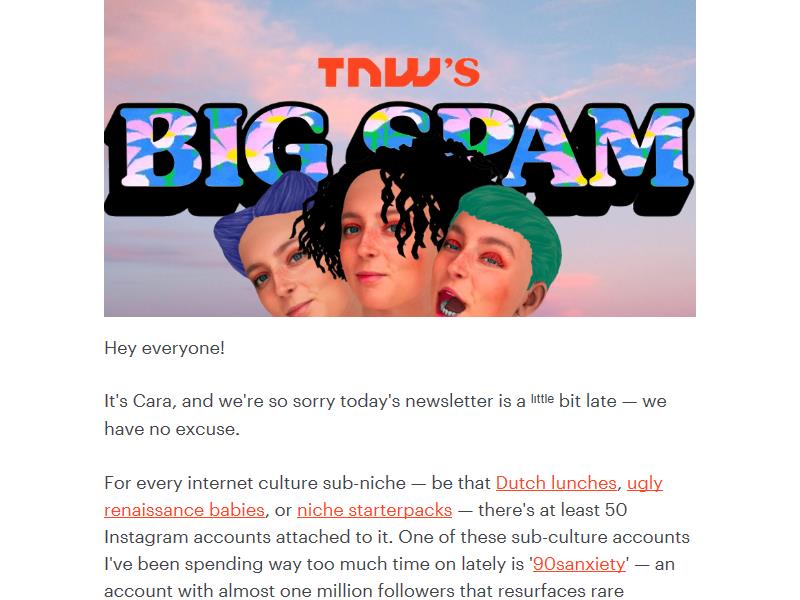 TNW'S
BIG SPAM
Hey everyone!
It's Cara, and we're so sorry today's newsletter is a little bit late — we
have no excuse.
For every internet culture sub-niche — be that Dutch lunches, ugly
renaissance babies, or niche starterpacks — there's at least 50
Instagram accounts attached to it. One of these sub-culture accounts
I've been spending way too much time on lately is '90sanxiety' — an
account with almost one million followers that resurfaces rare